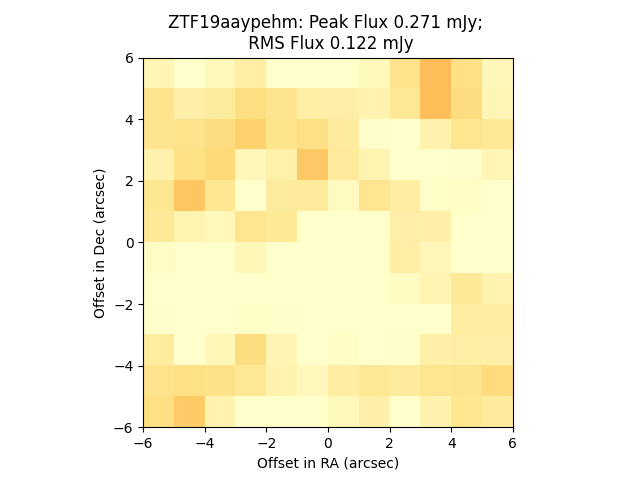 ZTF19aaypehm: Peak Flux 0.271 mJy;
RMS Flux 0.122 mJy
6
4
2
0
−2
−4
−6
Offset in Dec (arcsec)
−6 −4 −2 0 2 4 6
Offset in RA (arcsec)